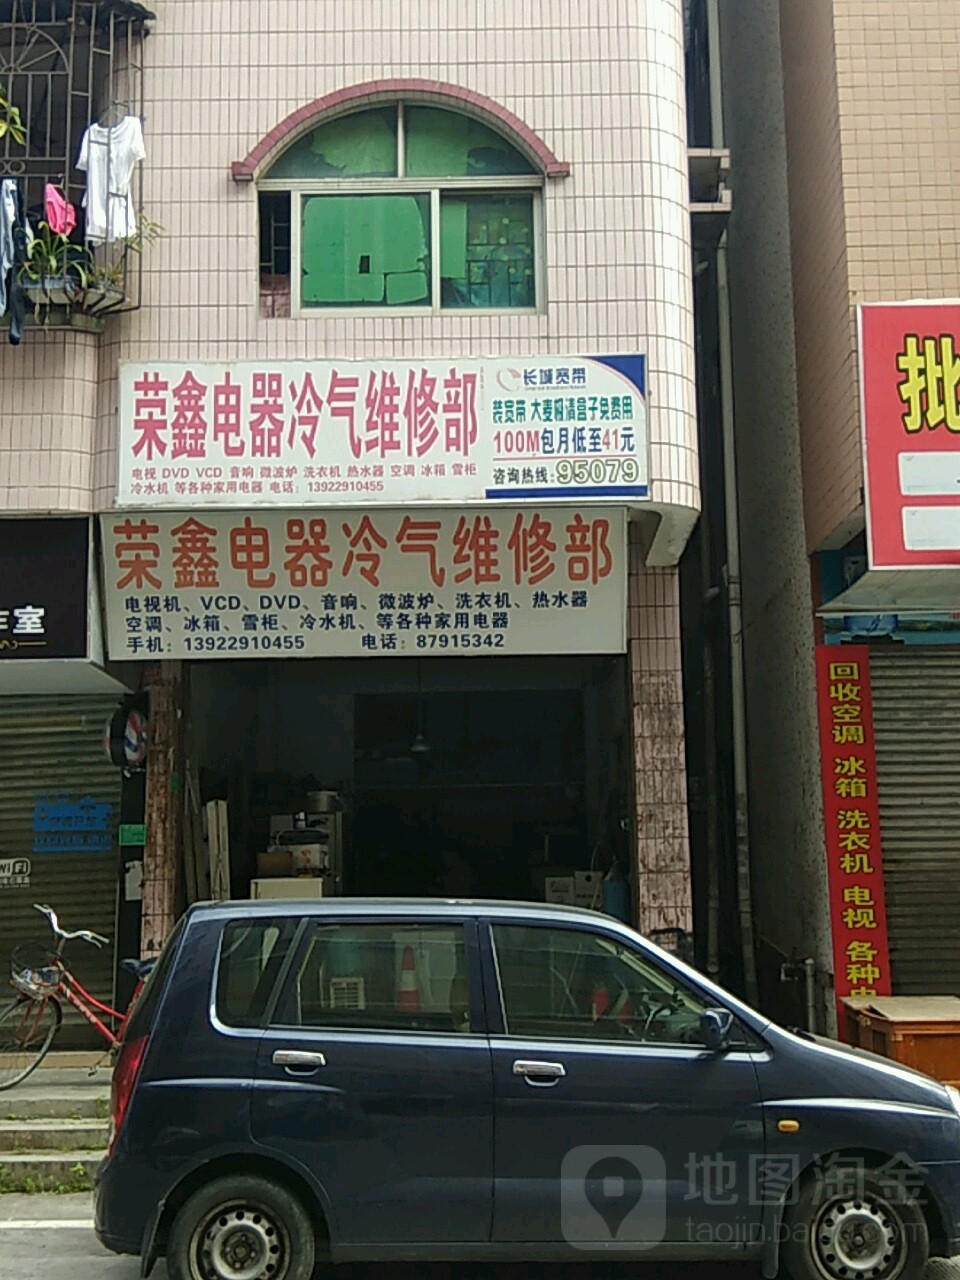 荣鑫电器冷气维修部
电视 DVD VCD 音响 微波炉 洗衣机 热水器 空调 冰箱 雪柜
冷水机 等各种家用电器 电话：13922910455
长城宽带
装宽带 大麦超清盒子免费用
100M包月低至41元
咨询热线:95079
荣鑫电器冷气维修部
电视机、VCD、DVD、音响、微波炉、洗衣机、热水器
空调、冰箱、雪柜、冷水机、等各种家用电器
手机：13922910455 电话：87915342
室
批
回收空调 冰箱 洗衣机 电视 各种
WiFi
地图淘金